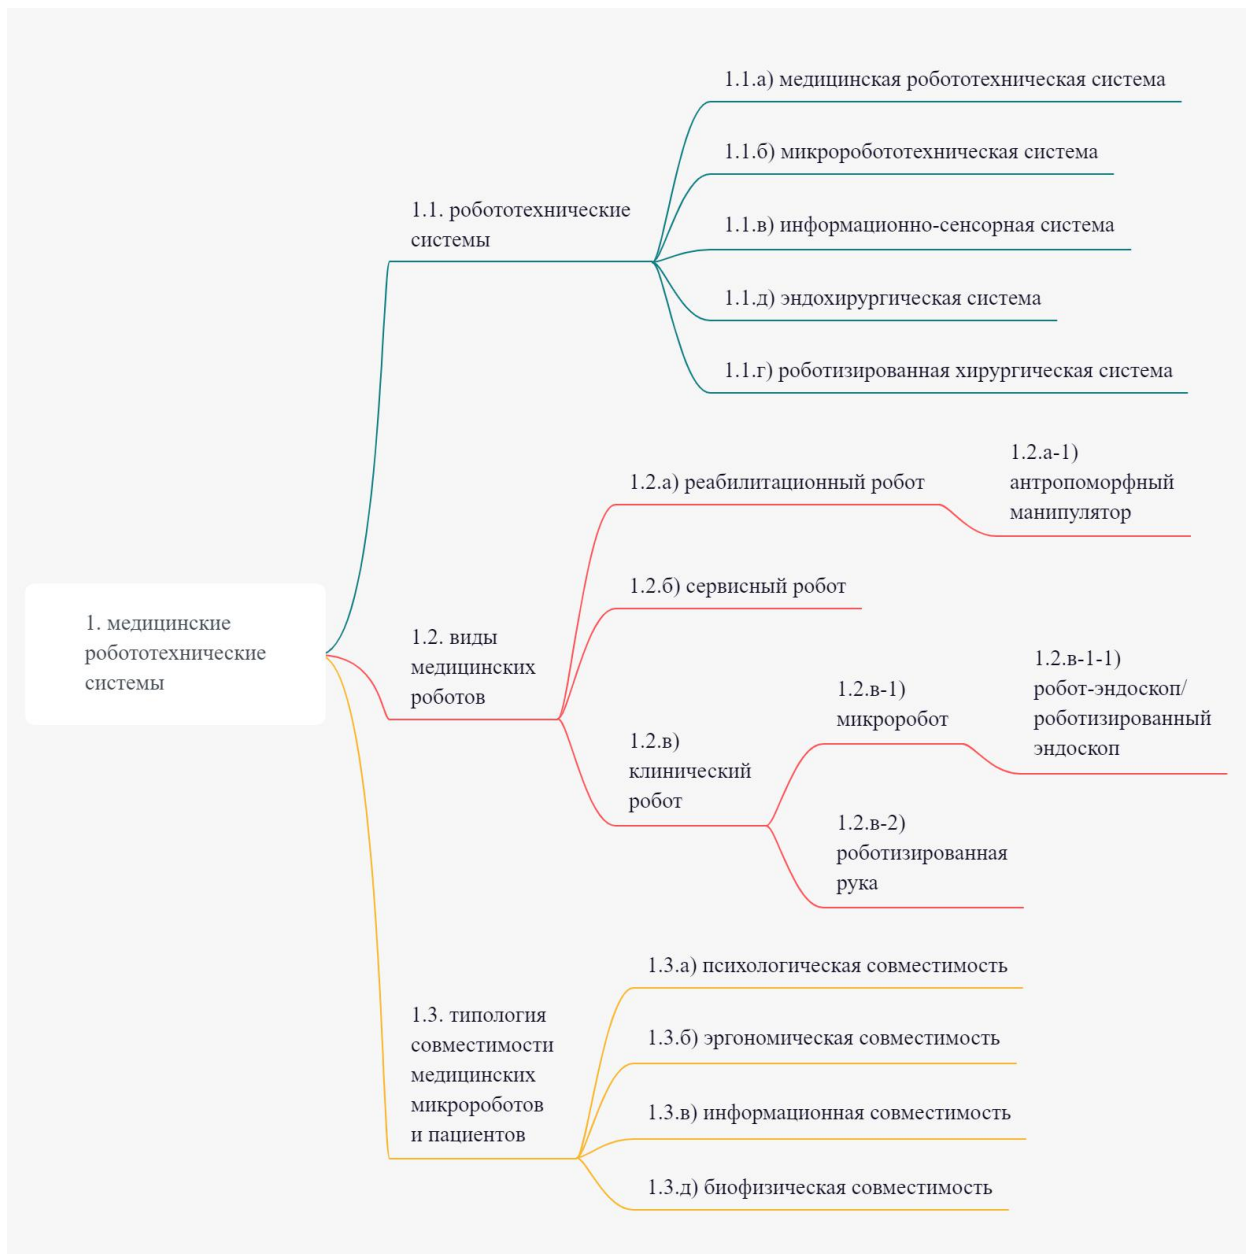 1. медицинские
робототехнические
системы
1.1. робототехнические
системы
1.1.а) медицинская робототехническая система
1.1.б) микроробототехническая система
1.1.в) информационно-сенсорная система
1.1.д) эндохирургическая система
1.1.г) роботизированная хирургическая система
1.2. виды
медицинских
роботов
1.2.а) реабилитационный робот
1.2.а-1)
антропоморфный
манипулятор
1.2.б) сервисный робот
1.2.в)
клинический
робот
1.2.в-1)
микроробот
1.2.в-1-1)
робот-эндоскоп/
роботизированный
эндоскоп
1.2.в-2)
роботизированная
рука
1.3. типология
совместимости
медицинских
микророботов
и пациентов
1.3.а) психологическая совместимость
1.3.б) эргономическая совместимость
1.3.в) информационная совместимость
1.3.д) биофизическая совместимость